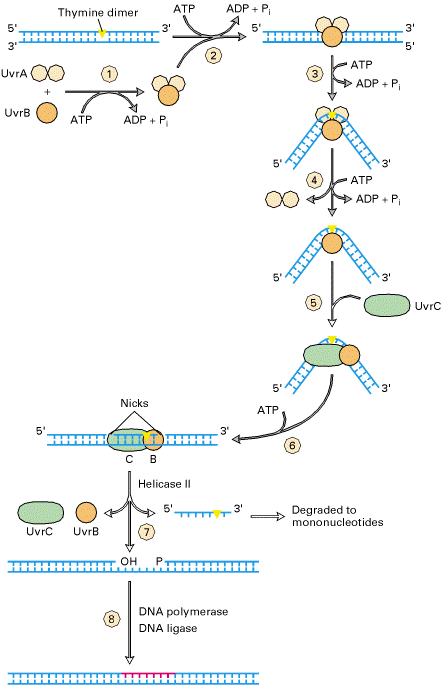 Thymine dimer
5'
3'
5'
3'
ATP
ADP + Pi
2
5'
3'
3'
5'
UvrA
+
UvrB
1
ATP
ADP + Pi
3
ATP
ADP + Pi
5'
3'
4
ATP
ADP + Pi
5'
3'
5
UvrC
5'
3'
ATP
6
Nicks
5'
3'
C B
Helicase II
UvrC
UvrB
7
5'
3'
Degraded to
mononucleotides
OH P
8
DNA polymerase
DNA ligase